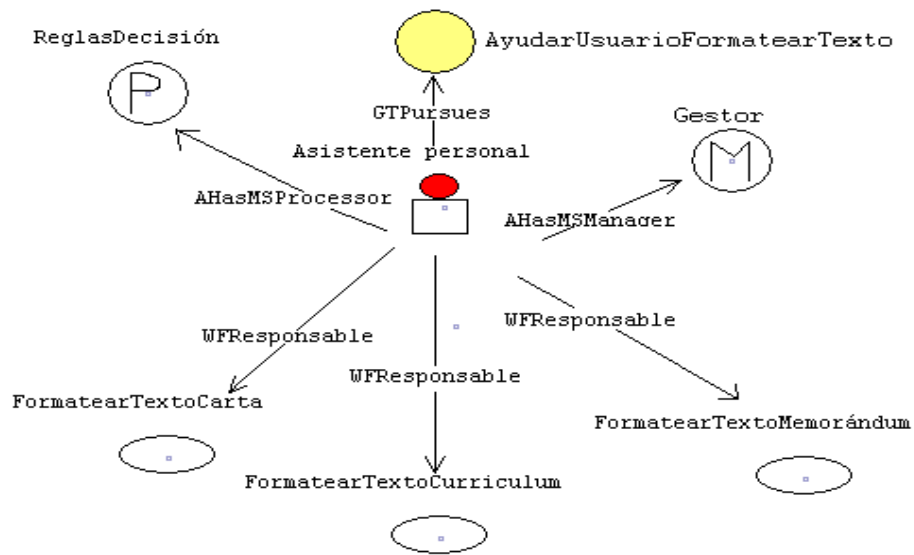 ReglasDecisión
AyudarUsuarioFormatearTexto
P
GTPursues
Gestor
M
Asistente personal
AHasMSProcessor
AHasMSManager
WFResponsable
WFResponsable
WFResponsable
FormatearTextoCarta
FormatearTextoMemorándum
FormatearTextoCurriculum